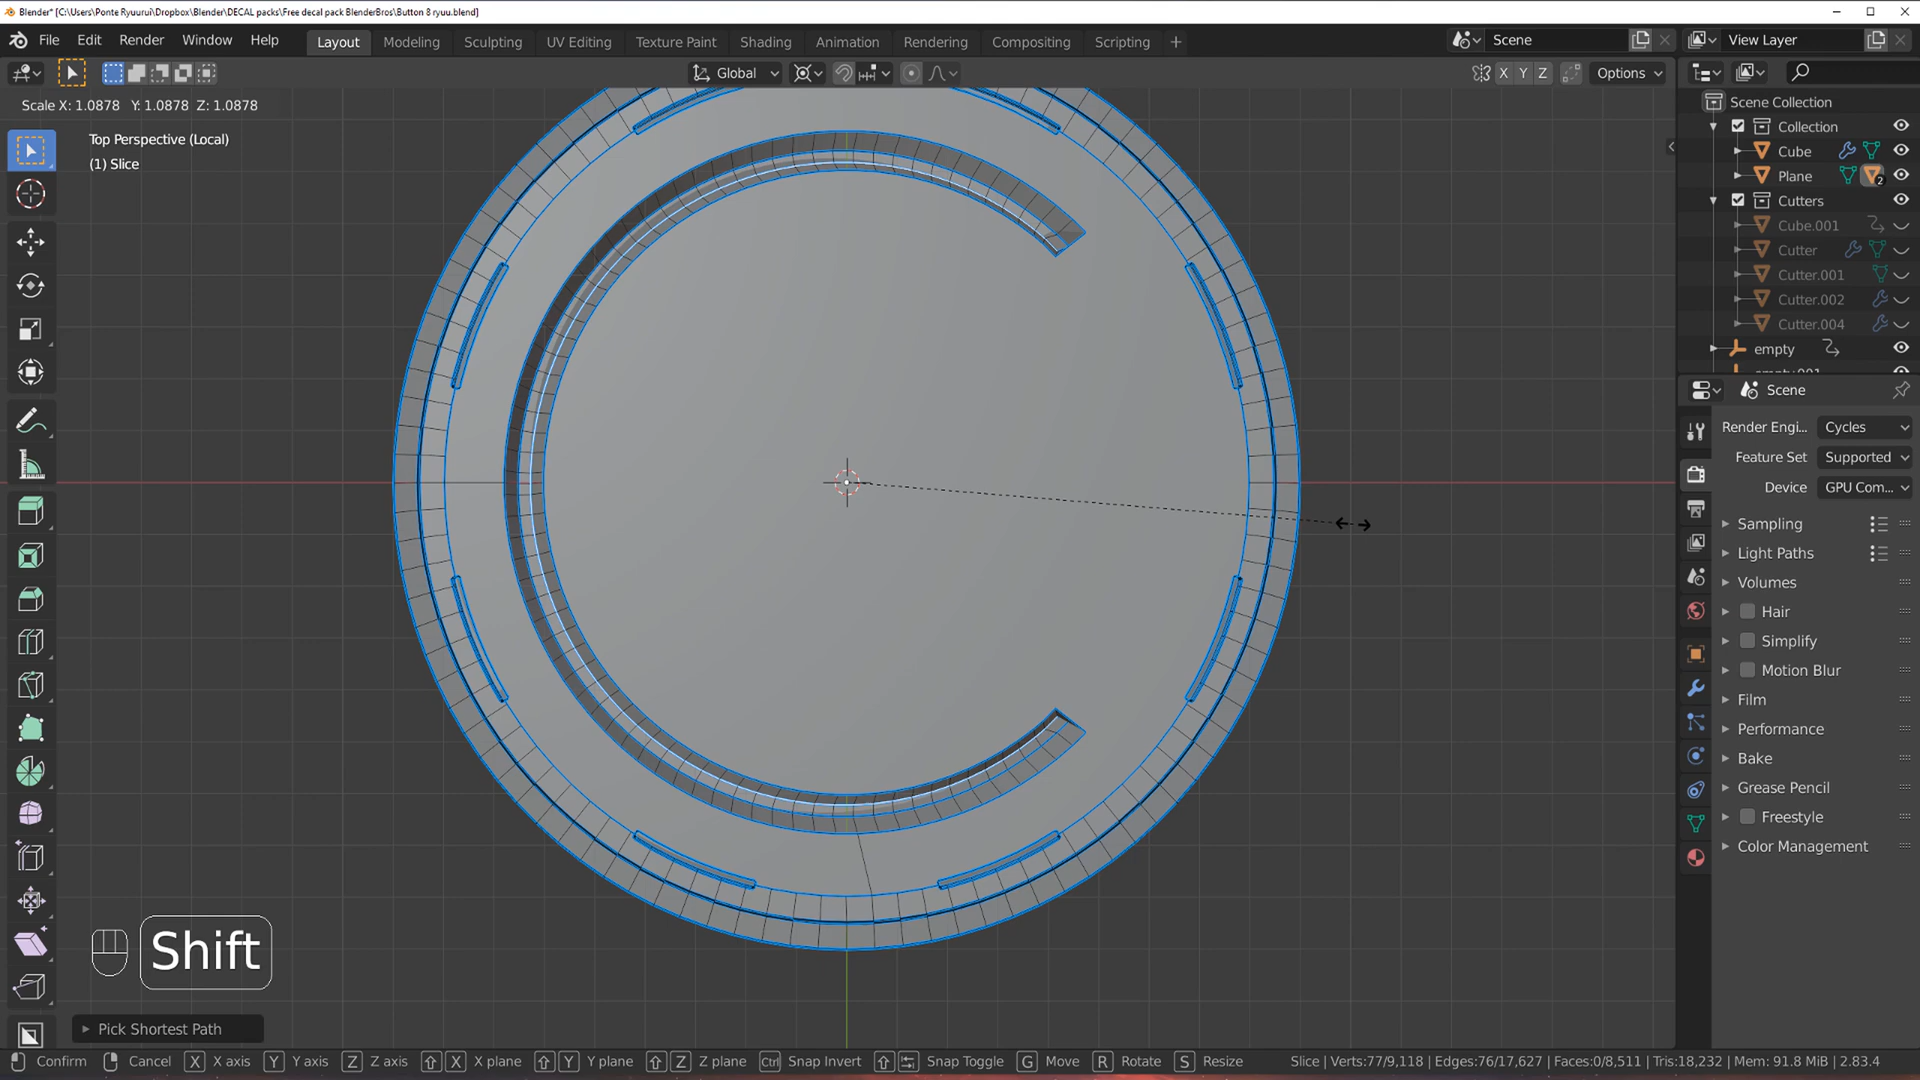 Blender* [C:\Users\Ponte Ryuurui\Dropbox\Blender\DECAL packs\Free decal pack BlenderBros\Button 8 ryuu.blend]
File Edit Render Window Help Layout Modeling Sculpting UV Editing Texture Paint Shading Animation Rendering Compositing Scripting + Scene View Layer
Global X Y Z Options
Scale X: 1.0878 Y: 1.0878 Z: 1.0878
Top Perspective (Local)
(1) Slice
Scene Collection
Collection
Cube
Plane 2
Cutters
Cube.001
Cutter
Cutter.001
Cutter.002
Cutter.004
empty
Scene
Render Engi... Cycles
Feature Set Supported
Device GPU Com...
Sampling
Light Paths
Volumes
Hair
Simplify
Motion Blur
Film
Performance
Bake
Grease Pencil
Freestyle
Color Management
Shift
Pick Shortest Path
Confirm Cancel X X axis Y Y axis Z Z axis X X plane Y Y plane Z Z plane Ctrl Snap Invert Snap Toggle G Move R Rotate S Resize Slice | Verts:77/9,118 | Edges:76/17,627 | Faces:0/8,511 | Tris:18,232 | Mem: 91.8 MiB | 2.83.4